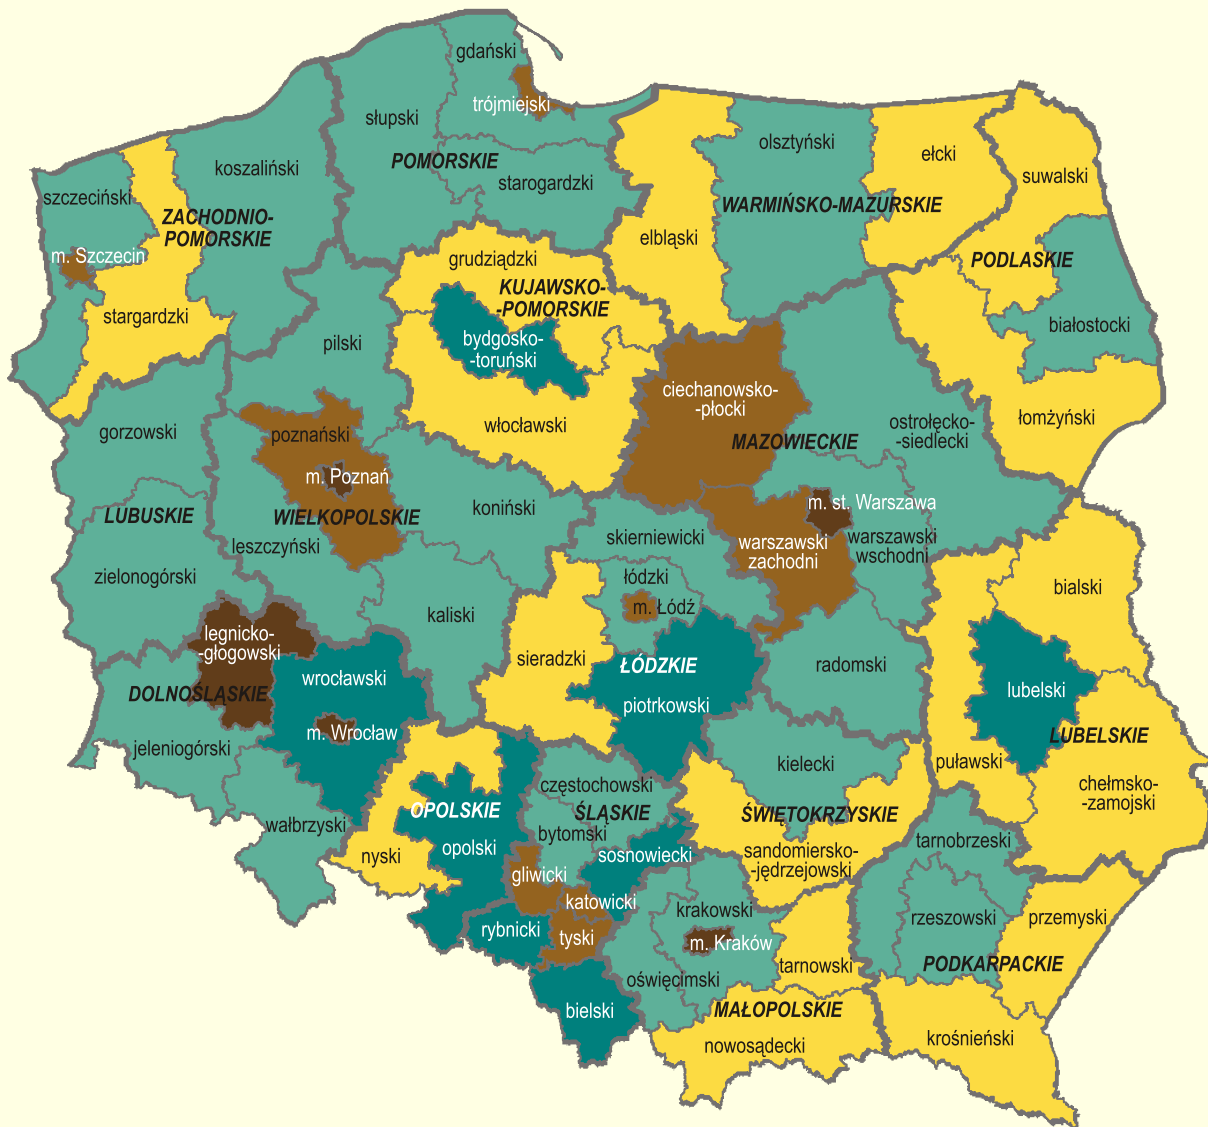 gdański
trójmiejski
słupski
POMORSKIE
starogardzki
koszaliński
szczeciński
ZACHODNIO-
POMORSKIE
m. Szczecin
stargardzki
olsztyński
ełcki
suwalski
WARMIŃSKO-MAZURSKIE
elbląski
PODLASKIE
białostocki
łomżyński
grudziądzki
KUJAWSKO-
-POMORSKIE
bydgosko-
-toruński
włocławski
pilski
gorzowski
LUBUSKIE
zielonogórski
poznański
m. Poznań
WIELKOPOLSKIE
leszczyński
koniński
kaliski
ciechanowsko-
-płocki
MAZOWIECKIE
ostrołęcko-
-siedlecki
m. st. Warszawa
warszawski
zachodni
warszawski
wschodni
radomski
skierniewicki
łódzki
m. Łódź
sieradzki
ŁÓDZKIE
piotrkowski
legnicko-
-głogowski
DOLNOŚLĄSKIE
wrocławski
m. Wrocław
jeleniogórski
wałbrzyski
bialski
lubelski
LUBELSKIE
puławski
chełmsko-
-zamojski
kielecki
ŚWIĘTOKRZYSKIE
sandomiersko-
-jędrzejowski
OPOLSKIE
opolski
nyski
częstochowski
ŚLĄSKIE
bytomski
sosnowiecki
gliwicki
katowicki
rybnicki
tyski
bielski
krakowski
m. Kraków
oświęcimski
tarnowski
MAŁOPOLSKIE
nowosądecki
tarnobrzeski
rzeszowski
przemyski
PODKARPACKIE
krośnieński